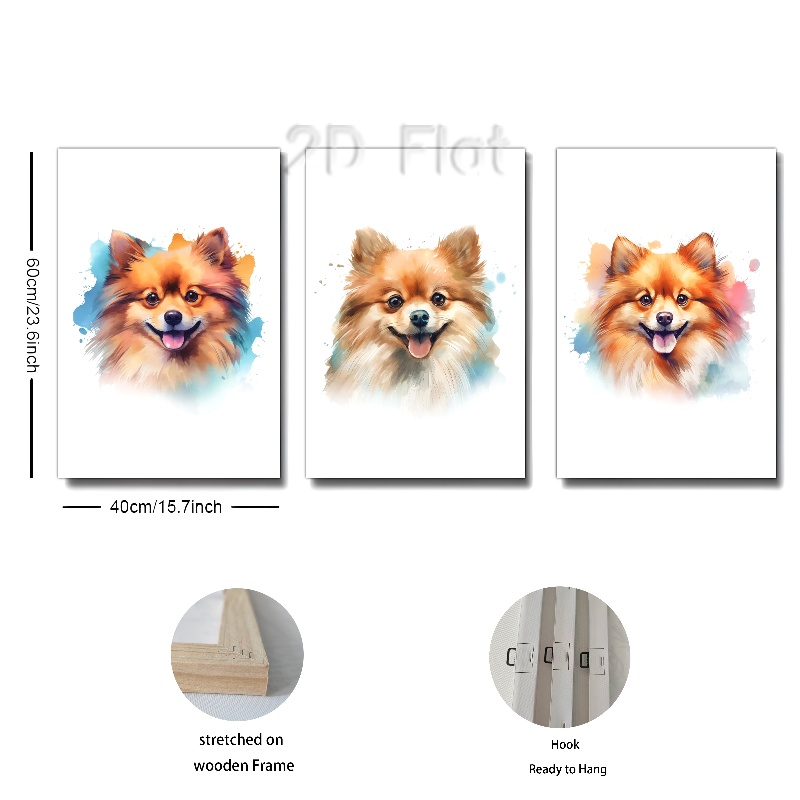 2D Flat
60cm/23.6inch
40cm/15.7inch
stretched on
wooden Frame
Hook
Ready to Hang